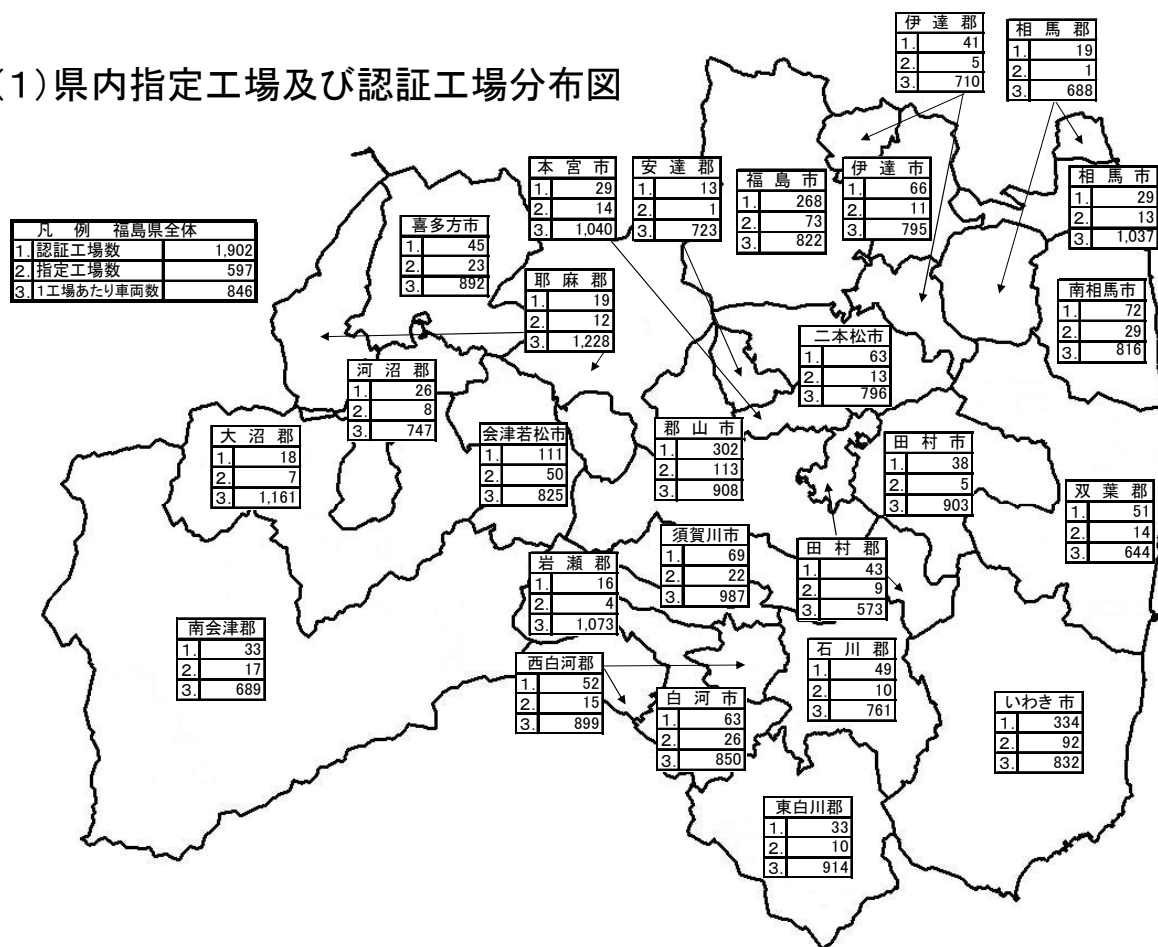 (1)県内指定工場及び認証工場分布図
凡 例 福島県全体
1. 認証工場数 1,902
2. 指定工場数 597
3. 1工場あたり車両数 846
伊 達 郡
1. 41
2. 5
3. 710
相 馬 郡
1. 19
2. 1
3. 688
本 宮 市
1. 29
2. 14
3. 1,040
安 達 郡
1. 13
2. 1
3. 723
福 島 市
1. 268
2. 73
3. 822
伊 達 市
1. 66
2. 11
3. 795
相 馬 市
1. 29
2. 13
3. 1,037
喜多方市
1. 45
2. 23
3. 892
耶 麻 郡
1. 19
2. 12
3. 1,228
南相馬市
1. 72
2. 29
3. 816
二本松市
1. 63
2. 13
3. 796
河 沼 郡
1. 26
2. 8
3. 747
大 沼 郡
1. 18
2. 7
3. 1,161
会津若松市
1. 111
2. 50
3. 825
郡 山 市
1. 302
2. 113
3. 908
田 村 市
1. 38
2. 5
3. 903
双 葉 郡
1. 51
2. 14
3. 644
須賀川市
1. 69
2. 22
3. 987
田 村 郡
1. 43
2. 9
3. 573
岩 瀬 郡
1. 16
2. 4
3. 1,073
南会津郡
1. 33
2. 17
3. 689
西白河郡
1. 52
2. 15
3. 899
石 川 郡
1. 49
2. 10
3. 761
白 河 市
1. 63
2. 26
3. 850
いわき市
1. 334
2. 92
3. 832
東白川郡
1. 33
2. 10
3. 914